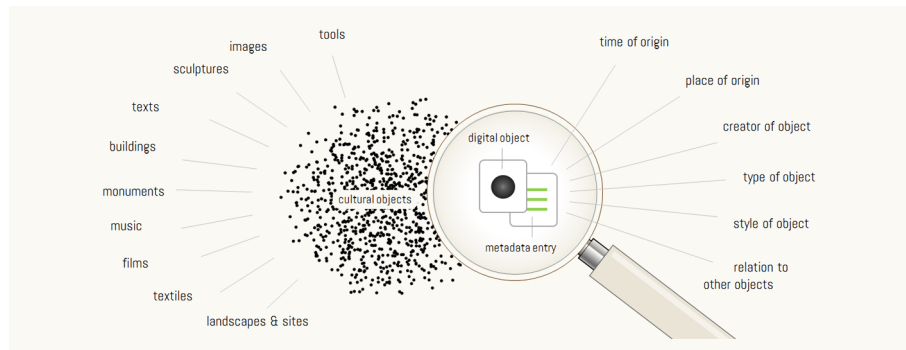 tools
images
sculptures
texts
buildings
monuments
music
films
textiles
landscapes & sites
cultural objects
digital object
metadata entry
time of origin
place of origin
creator of object
type of object
style of object
relation to
other objects